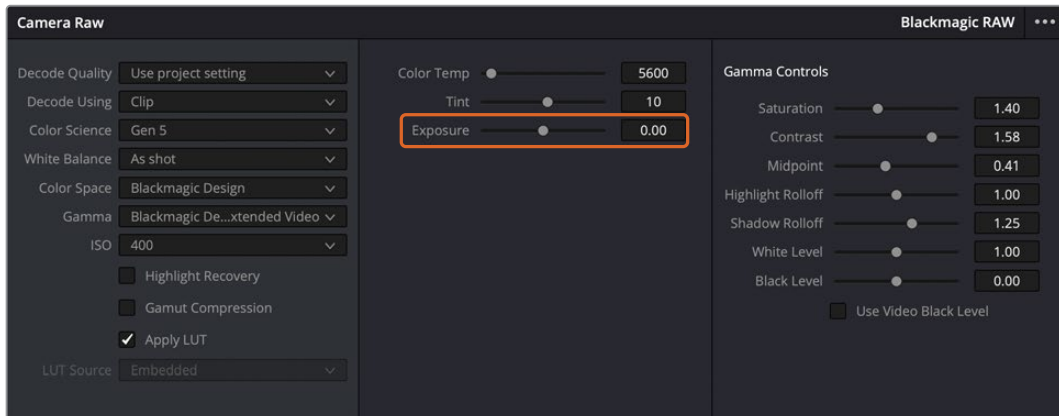 Camera Raw
Blackmagic RAW
Decode Quality Use project setting
Decode Using Clip
Color Science Gen 5
White Balance As shot
Color Space Blackmagic Design
Gamma Blackmagic De...xtended Video
ISO 400
Highlight Recovery
Gamut Compression
Apply LUT
LUT Source Embedded
Color Temp 5600
Tint 10
Exposure 0.00
Gamma Controls
Saturation 1.40
Contrast 1.58
Midpoint 0.41
Highlight Rolloff 1.00
Shadow Rolloff 1.25
White Level 1.00
Black Level 0.00
Use Video Black Level